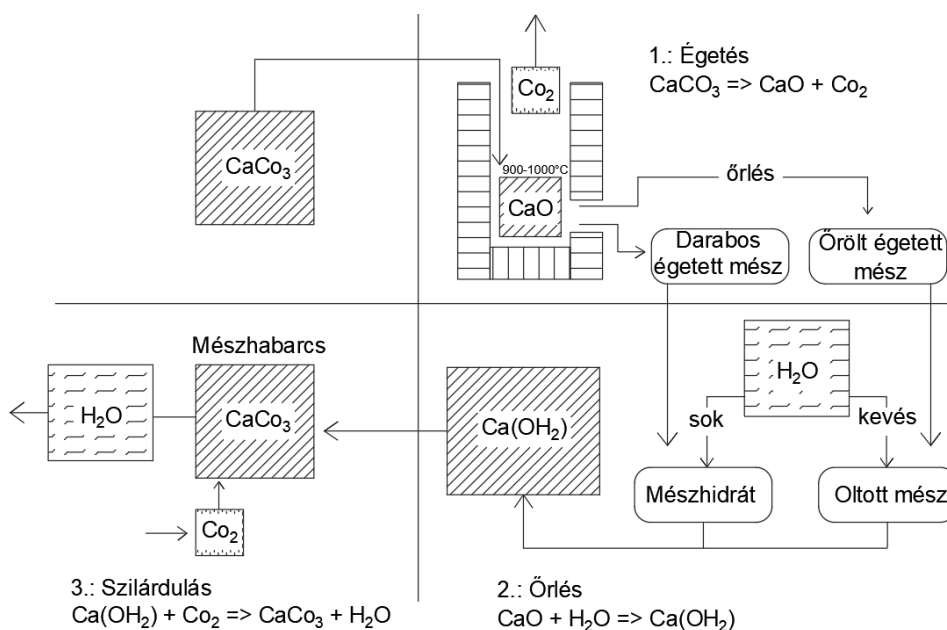 CaCo₃
Co₂
900-1000°C
CaO
1.: Égetés
CaCO₃ => CaO + Co₂
őrlés
Darabos
égetett mész
Őrölt égetett
mész
Mészhabarcs
H₂O
CaCo₃
Co₂
3.: Szilárdulás
Ca(OH₂) + Co₂ => CaCo₃ + H₂O
Ca(OH₂)
H₂O
sok
kevés
Mészhidrát
Oltott mész
2.: Őrlés
CaO + H₂O => Ca(OH₂)